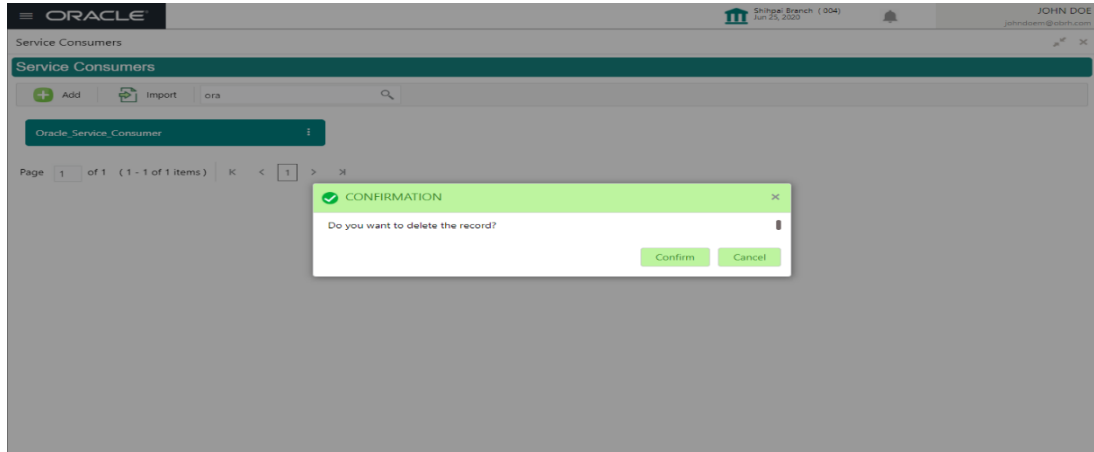 ORACLE
Shihpai Branch ( 004)
Jun 25, 2020
JOHN DOE
Service Consumers
Service Consumers
Add
Import
ora
Oracle_Service_Consumer
Page 1 of 1 ( 1 - 1 of 1 items ) K < 1 > >|
CONFIRMATION
Do you want to delete the record?
Confirm
Cancel